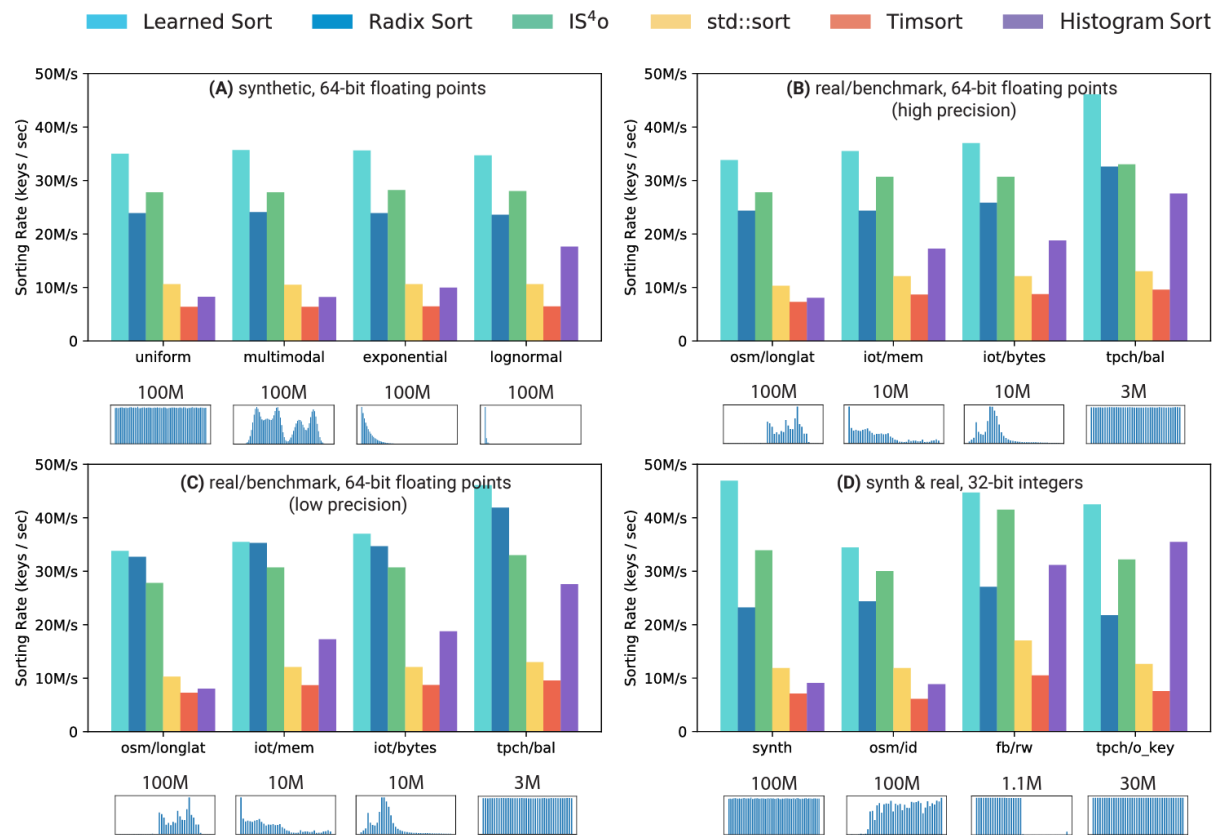 Learned Sort Radix Sort IS⁴o std::sort Timsort Histogram Sort
(A) synthetic, 64-bit floating points
Sorting Rate (keys / sec)
50M/s
40M/s
30M/s
20M/s
10M/s
0
uniform multimodal exponential lognormal
100M 100M 100M 100M
(B) real/benchmark, 64-bit floating points
(high precision)
Sorting Rate (keys / sec)
50M/s
40M/s
30M/s
20M/s
10M/s
0
osm/longlat iot/mem iot/bytes tpch/bal
100M 10M 10M 3M
(C) real/benchmark, 64-bit floating points
(low precision)
Sorting Rate (keys / sec)
50M/s
40M/s
30M/s
20M/s
10M/s
0
osm/longlat iot/mem iot/bytes tpch/bal
100M 10M 10M 3M
(D) synth & real, 32-bit integers
Sorting Rate (keys / sec)
50M/s
40M/s
30M/s
20M/s
10M/s
0
synth osm/id fb/rw tpch/o_key
100M 100M 1.1M 30M